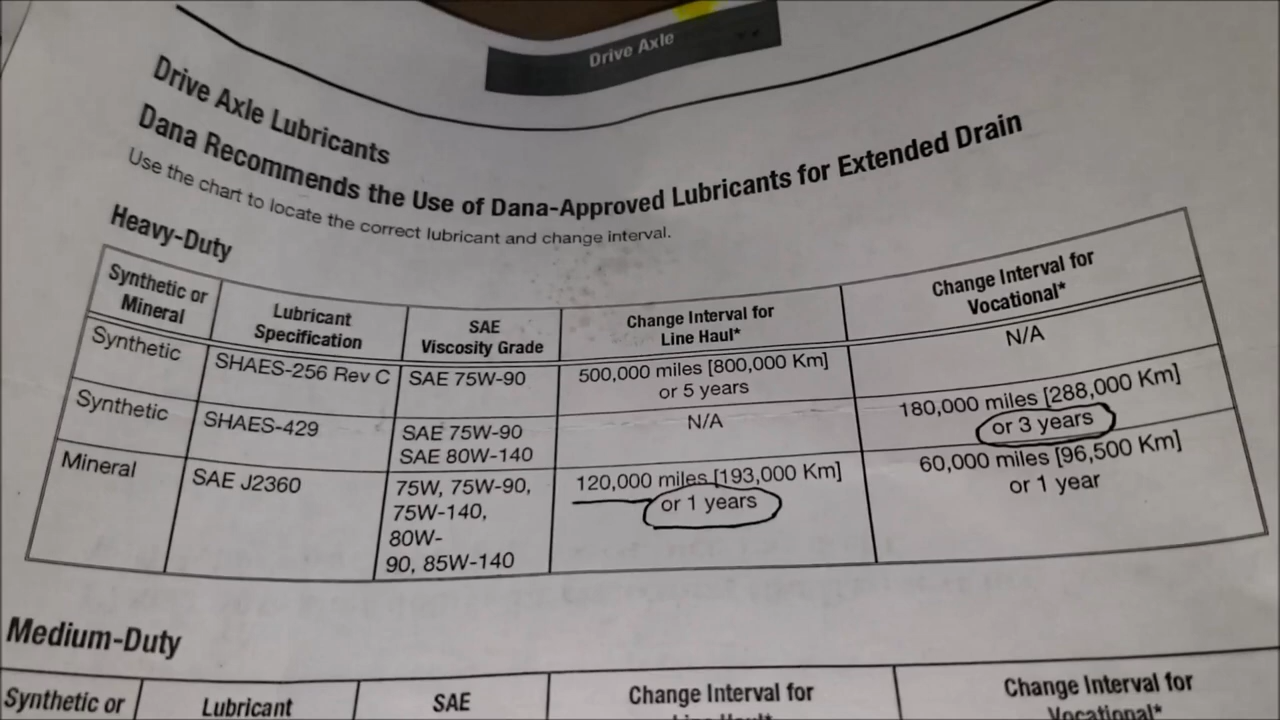 Drive Axle
Drive Axle Lubricants
Dana Recommends the Use of Dana-Approved Lubricants for Extended Drain
Use the chart to locate the correct lubricant and change interval.
Heavy-Duty
Synthetic or
Mineral
Lubricant
Specification
SAE
Viscosity Grade
Change Interval for
Line Haul*
Change Interval for
Vocational*
Synthetic
SHAES-256 Rev C
SAE 75W-90
500,000 miles [800,000 Km]
or 5 years
N/A
Synthetic
SHAES-429
SAE 75W-90
SAE 80W-140
N/A
180,000 miles [288,000 Km]
or 3 years
Mineral
SAE J2360
75W, 75W-90,
75W-140,
80W-
90, 85W-140
120,000 miles [193,000 Km]
or 1 years
60,000 miles [96,500 Km]
or 1 year
Medium-Duty
Synthetic or
Lubricant
SAE
Change Interval for
Line Haul*
Change Interval for
Vocational*